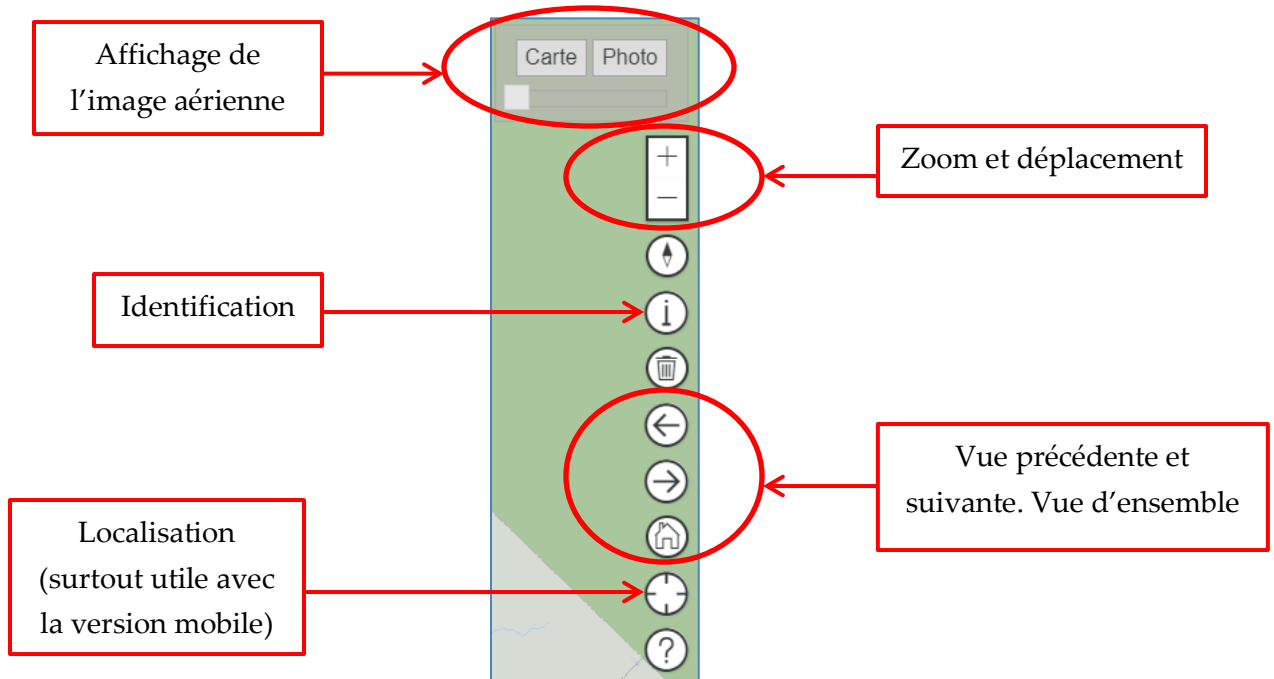 Affichage de
l'image aérienne
Carte Photo
Zoom et déplacement
Identification
Vue précédente et
suivante. Vue d'ensemble
Localisation
(surtout utile avec
la version mobile)
+
−
i
?